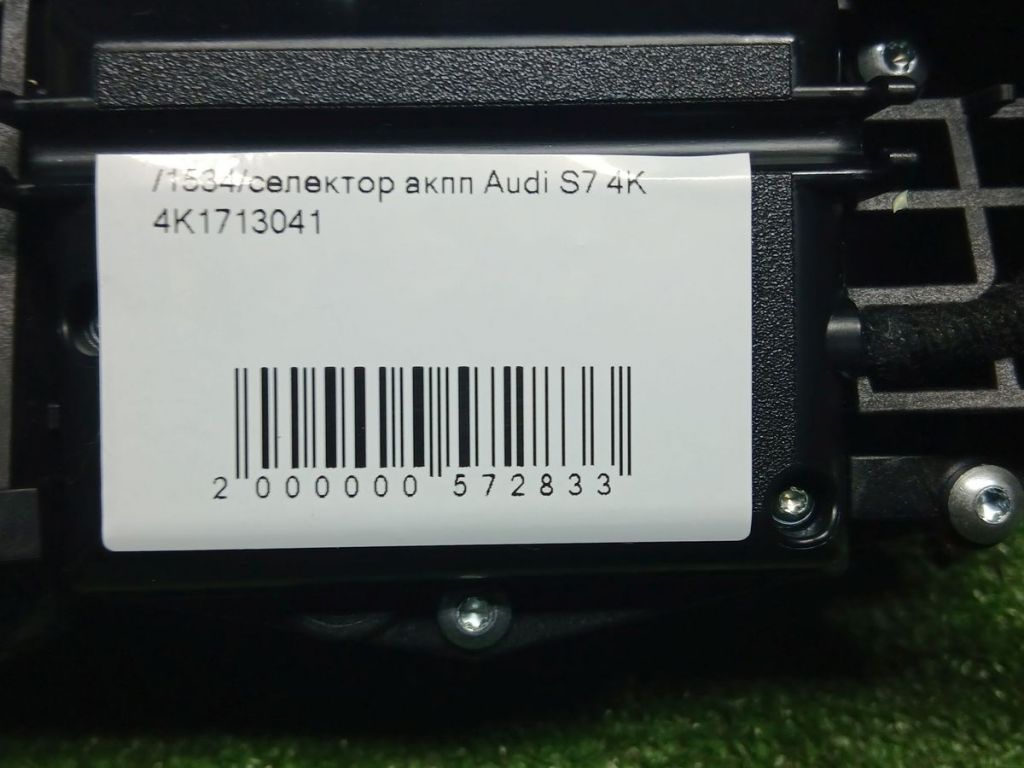 /1534/селектор акпп Audi S7 4K
4K1713041
2 000000 572833